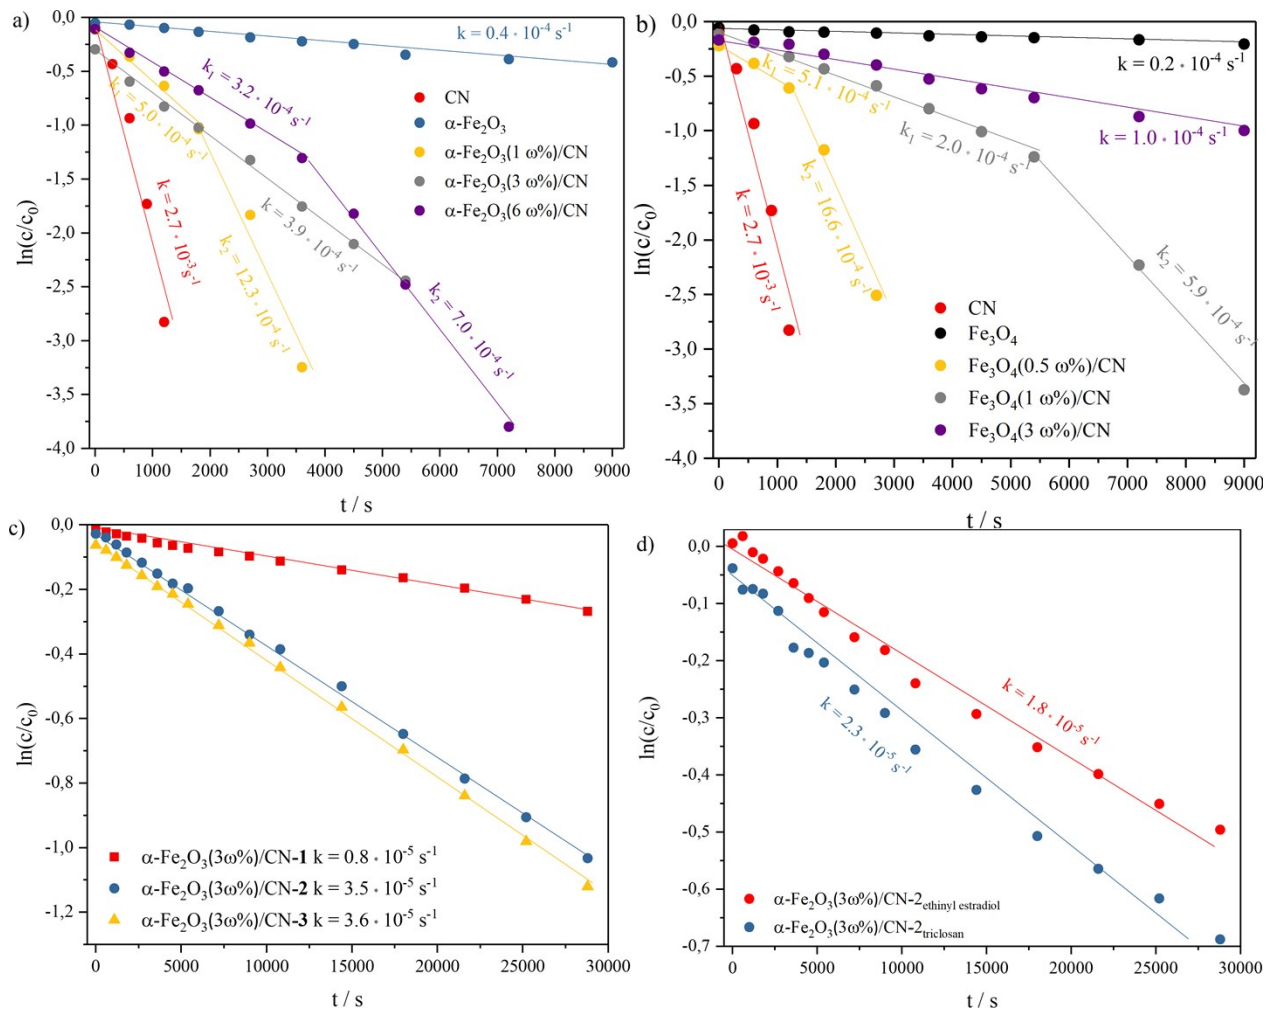 a)
ln(c/c0)
0,0
-0,5
-1,0
-1,5
-2,0
-2,5
-3,0
-3,5
-4,0
k = 0.4 · 10-4 s-1
k1 = 3.2 · 10-4 s-1
k1 = 5.0 · 10-4 s-1
k = 2.7 · 10-3 s-1
k = 3.9 · 10-4 s-1
k2 = 12.3 · 10-4 s-1
k2 = 7.0 · 10-4 s-1
CN
α-Fe2O3
α-Fe2O3(1 ω%)/CN
α-Fe2O3(3 ω%)/CN
α-Fe2O3(6 ω%)/CN
0 1000 2000 3000 4000 5000 6000 7000 8000 9000
t / s
b)
ln(c/c0)
0,0
-0,5
-1,0
-1,5
-2,0
-2,5
-3,0
-3,5
-4,0
k = 0.2 · 10-4 s-1
k1 = 5.1 · 10-4 s-1
k1 = 2.0 · 10-4 s-1
k = 1.0 · 10-4 s-1
k = 2.7 · 10-3 s-1
k2 = 16.6 · 10-4 s-1
k2 = 5.9 · 10-4 s-1
CN
Fe3O4
Fe3O4(0.5 ω%)/CN
Fe3O4(1 ω%)/CN
Fe3O4(3 ω%)/CN
0 1000 2000 3000 4000 5000 6000 7000 8000 9000
t / s
c)
ln(c/c0)
0,0
-0,2
-0,4
-0,6
-0,8
-1,0
-1,2
α-Fe2O3(3ω%)/CN-1 k = 0.8 · 10-5 s-1
α-Fe2O3(3ω%)/CN-2 k = 3.5 · 10-5 s-1
α-Fe2O3(3ω%)/CN-3 k = 3.6 · 10-5 s-1
0 5000 10000 15000 20000 25000 30000
t / s
d)
ln(c/c0)
0,0
-0,1
-0,2
-0,3
-0,4
-0,5
-0,6
-0,7
k = 1.8 · 10-5 s-1
k = 2.3 · 10-5 s-1
α-Fe2O3(3ω%)/CN-2ethinyl estradiol
α-Fe2O3(3ω%)/CN-2triclosan
0 5000 10000 15000 20000 25000 30000
t / s